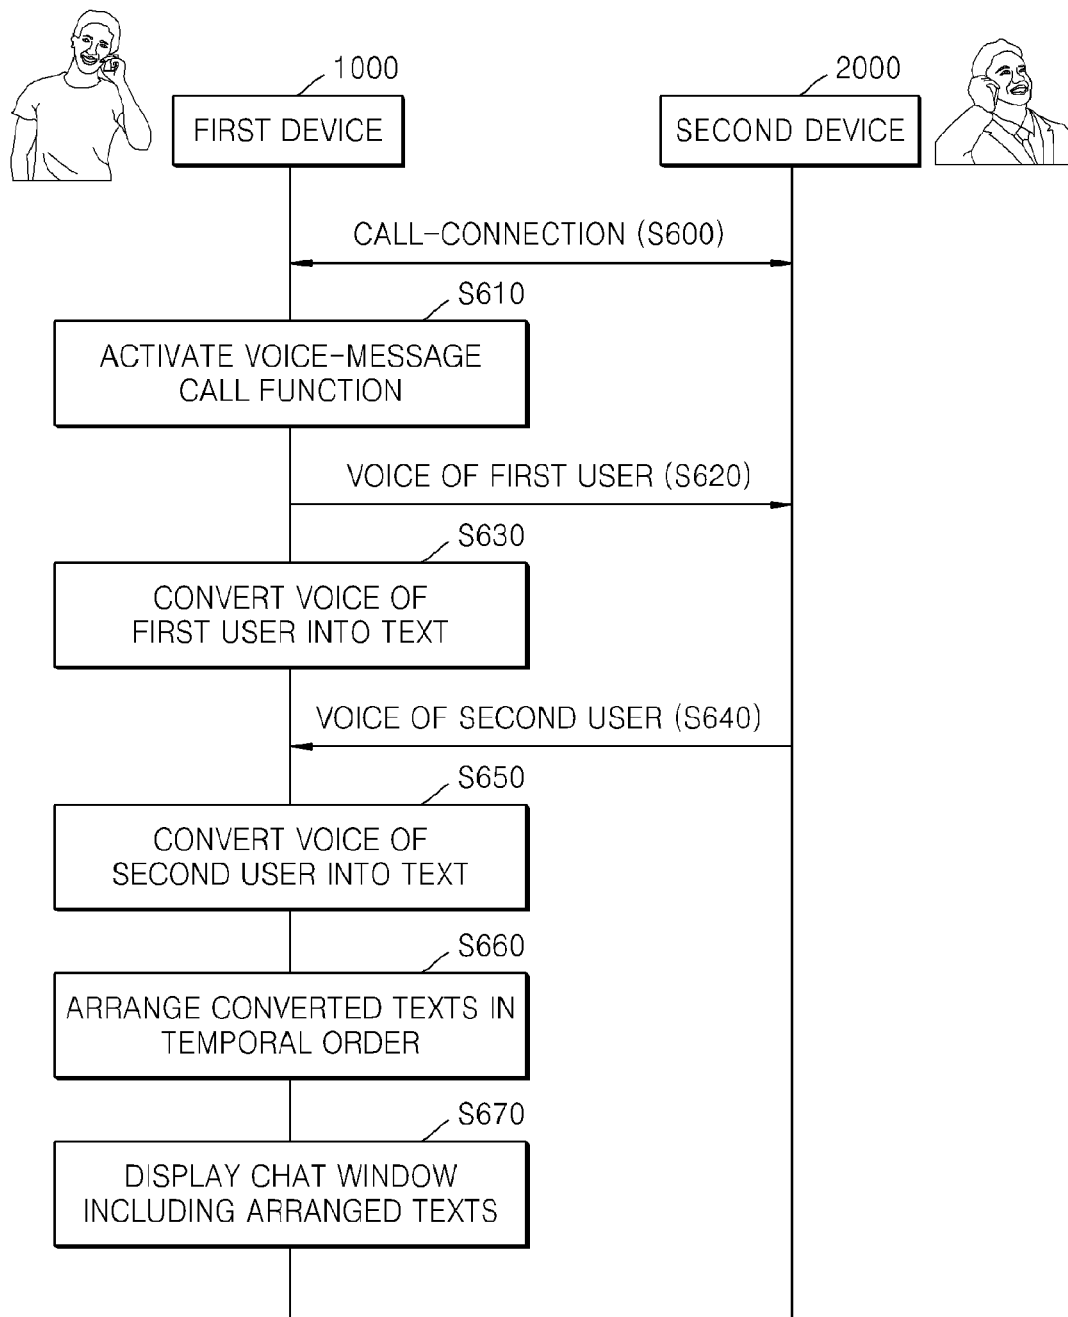 1000
2000
FIRST DEVICE
SECOND DEVICE
CALL-CONNECTION (S600)
S610
ACTIVATE VOICE-MESSAGE
CALL FUNCTION
VOICE OF FIRST USER (S620)
S630
CONVERT VOICE OF
FIRST USER INTO TEXT
VOICE OF SECOND USER (S640)
S650
CONVERT VOICE OF
SECOND USER INTO TEXT
S660
ARRANGE CONVERTED TEXTS IN
TEMPORAL ORDER
S670
DISPLAY CHAT WINDOW
INCLUDING ARRANGED TEXTS